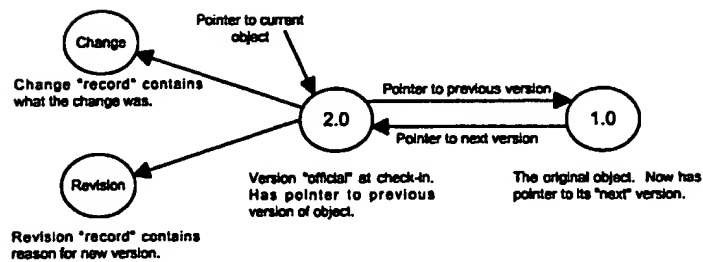 Pointer to current
object
Change
Change "record" contains
what the change was.
Pointer to previous version
2.0
1.0
Pointer to next version
Revision
Version "official" at check-in.
Has pointer to previous
version of object.
The original object. Now has
pointer to its "next" version.
Revision "record" contains
reason for new version.